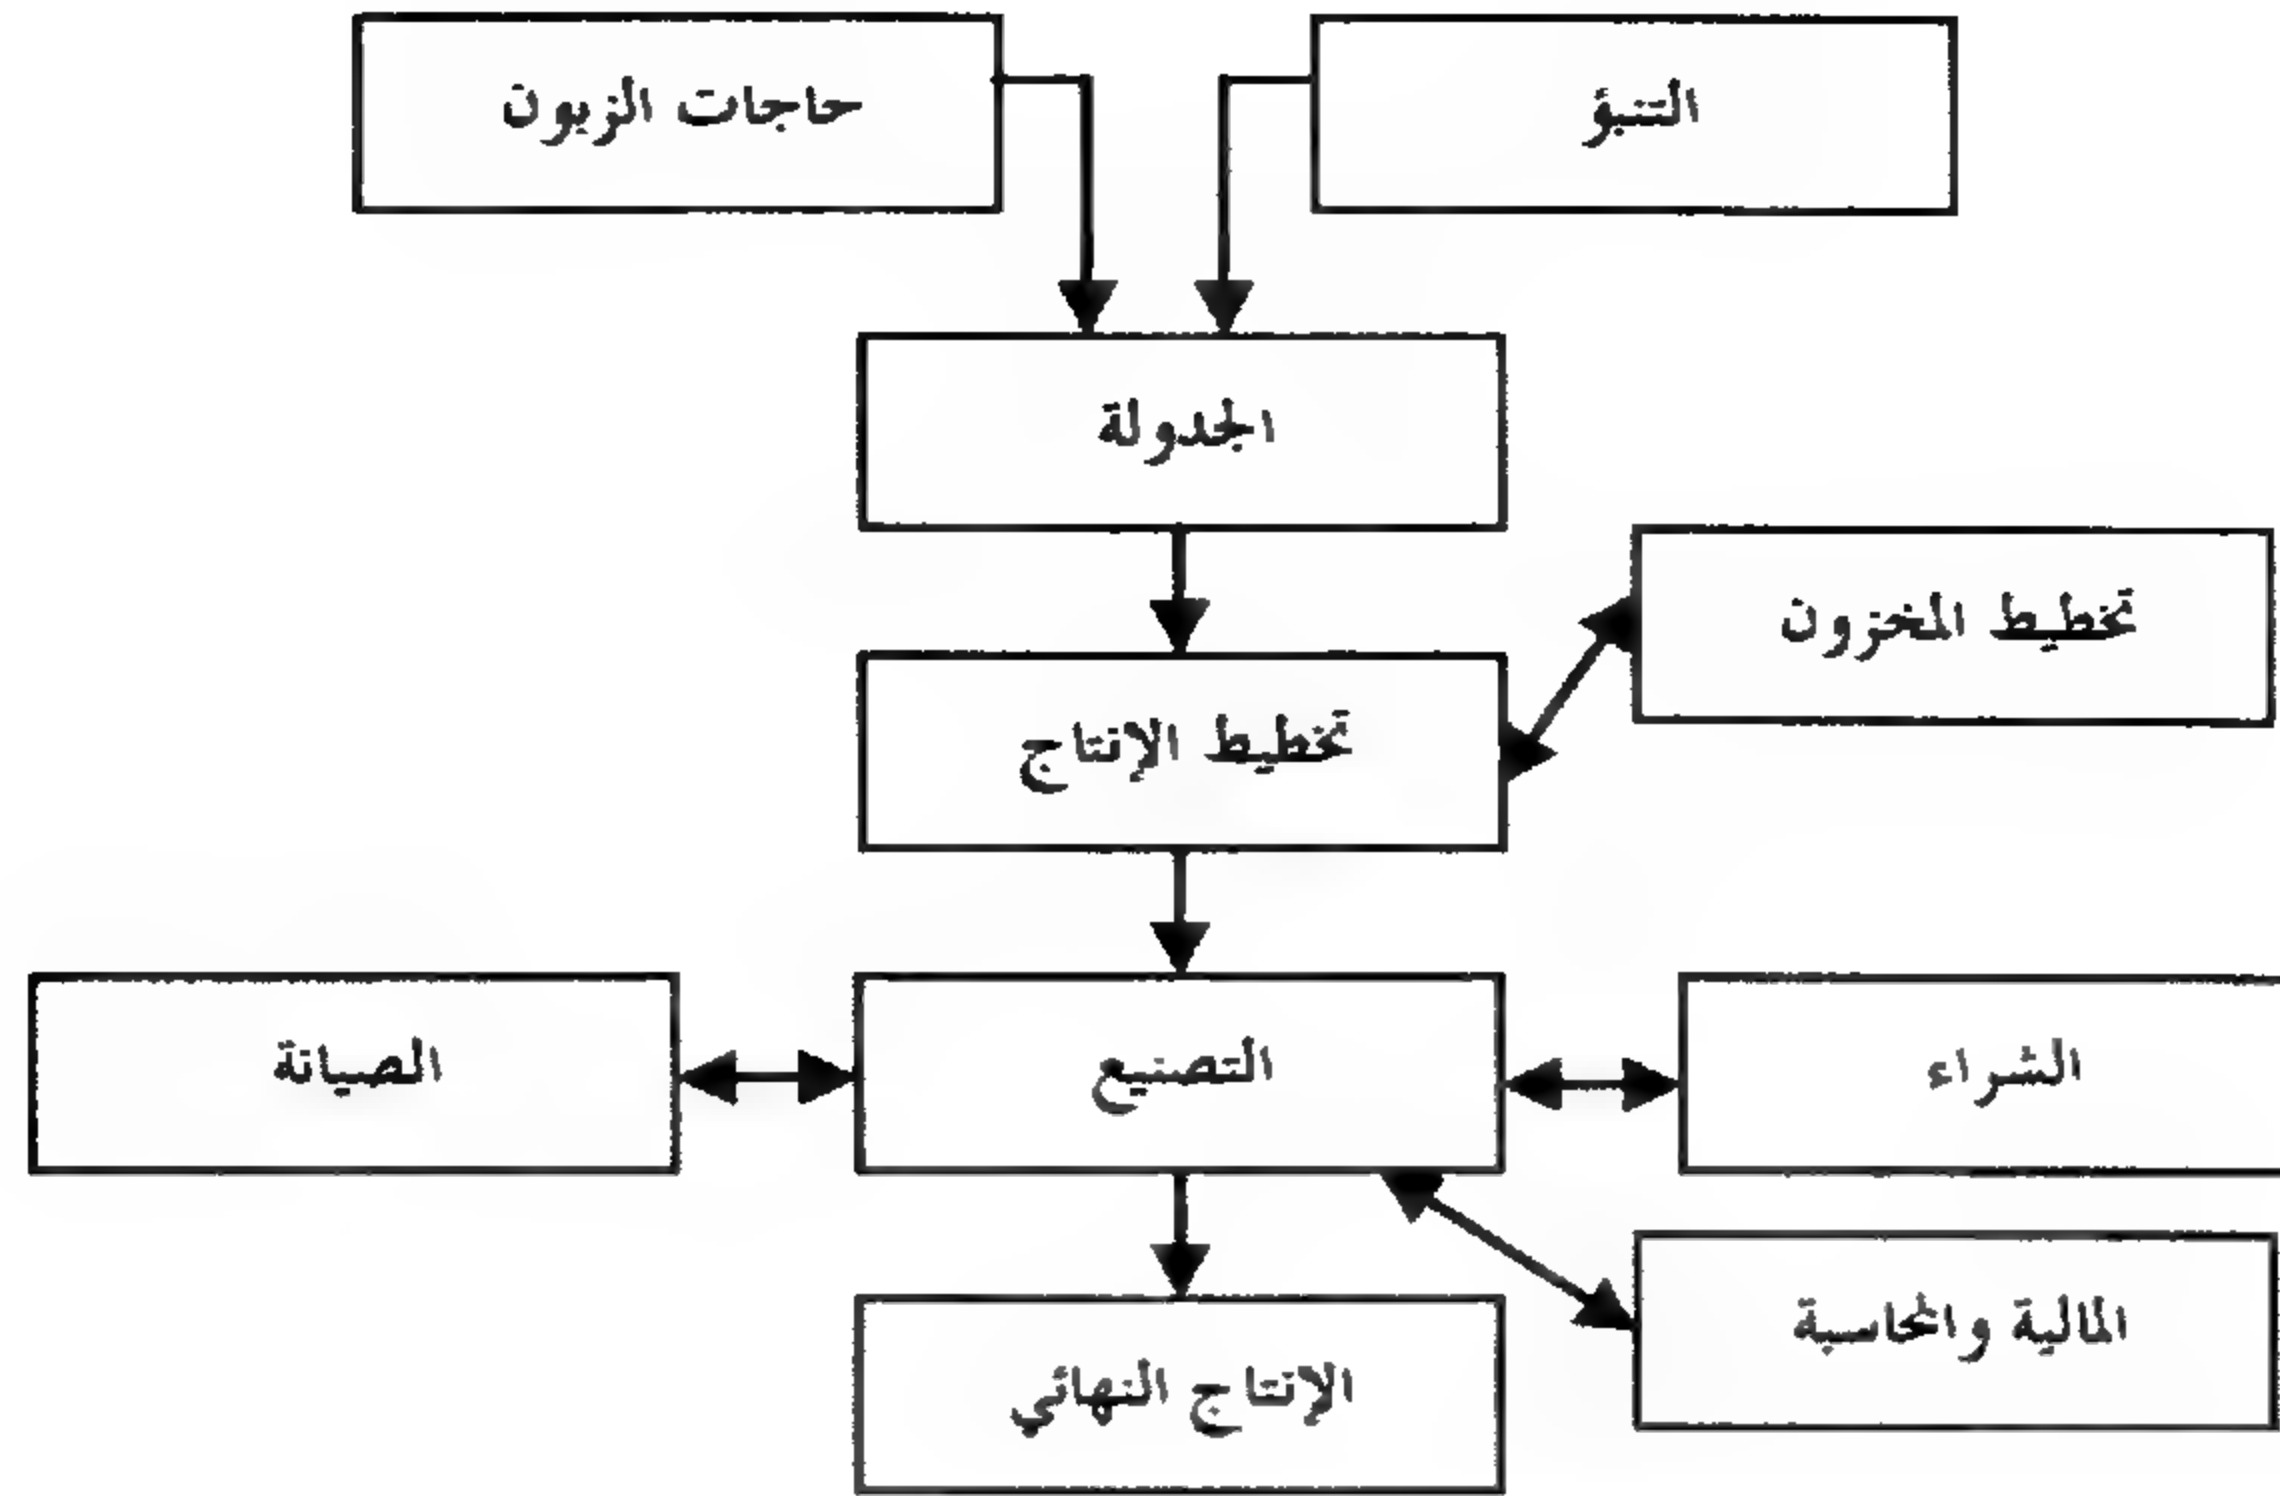 التنبؤ
حاجات الزبون
الجدولة
تخطيط المخزون
تخطيط الإنتاج
الشراء
التصنيع
الصيانة
المالية والمحاسبة
الإنتاج النهائي